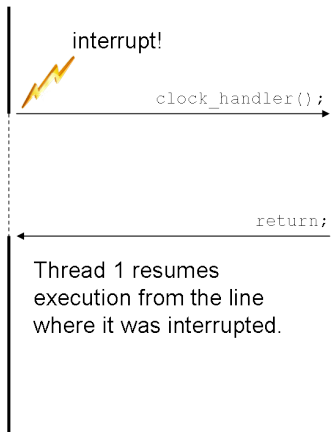 interrupt!
clock_handler();
return;
Thread 1 resumes
execution from the line
where it was interrupted.